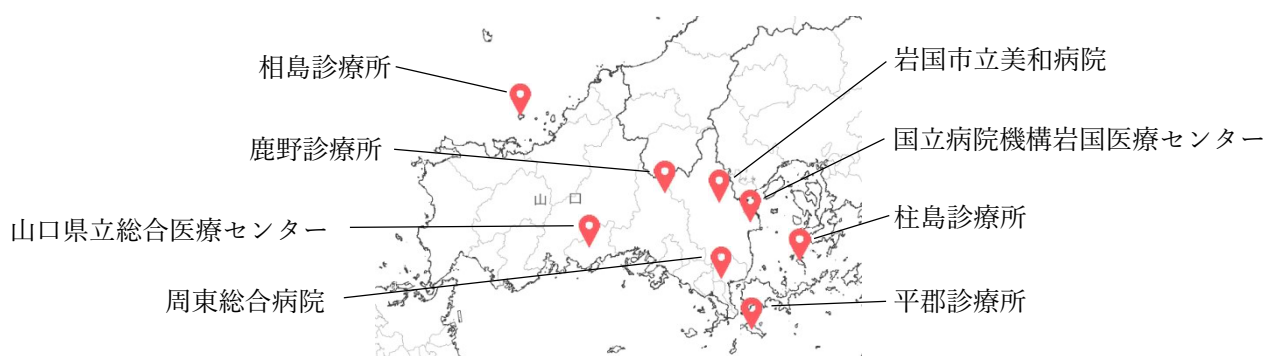 相島診療所
鹿野診療所
山口県立総合医療センター
周東総合病院
山口
岩国市立美和病院
国立病院機構岩国医療センター
柱島診療所
平郡診療所